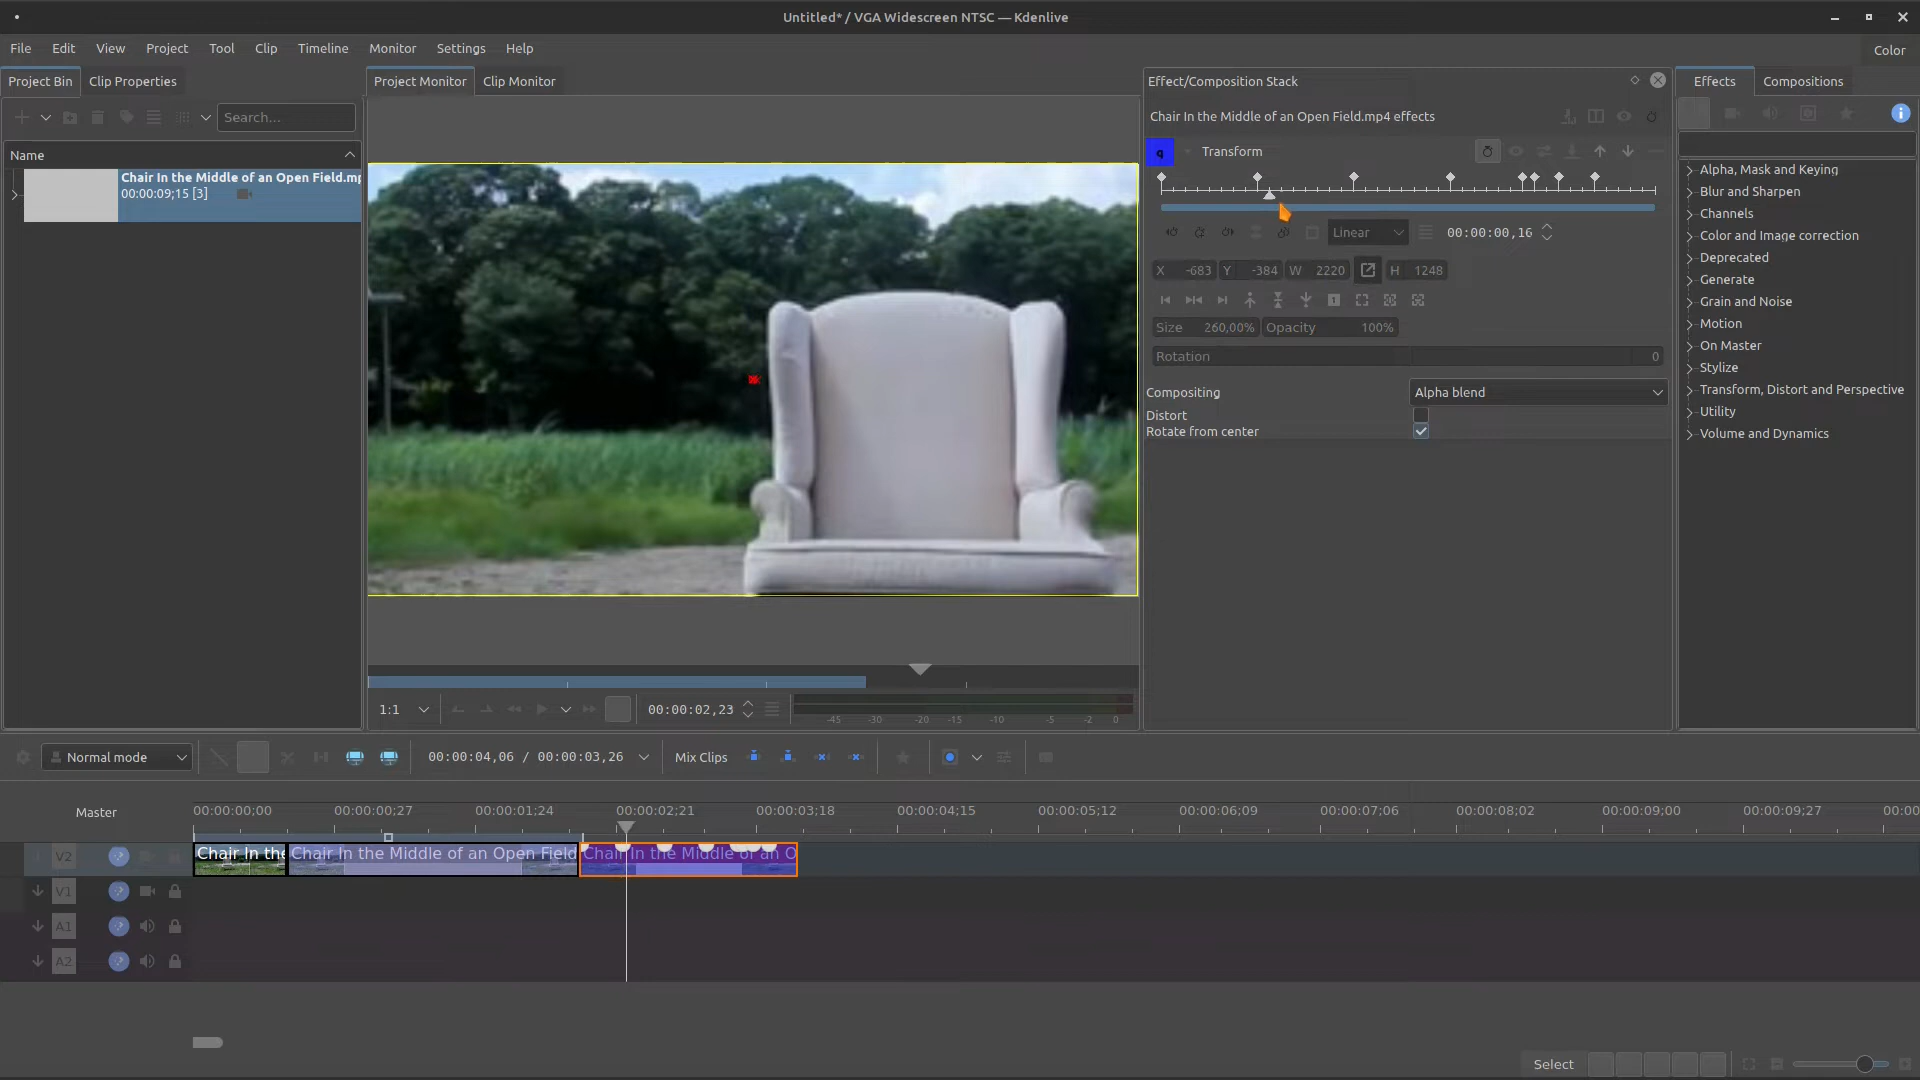 Untitled* / VGA Widescreen NTSC — Kdenlive
File Edit View Project Tool Clip Timeline Monitor Settings Help
Color
Project Bin Clip Properties
Project Monitor Clip Monitor
Effect/Composition Stack
Effects Compositions
Search...
Chair In the Middle of an Open Field.mp4 effects
Name
Chair In the Middle of an Open Field.mp
00:00:09;15 [3]
Transform
Linear
00:00:00,16
X -683 Y -384 W 2220 H 1248
Size 260,00% Opacity 100%
Rotation 0
Compositing Alpha blend
Distort
Rotate from center
Alpha, Mask and Keying
Blur and Sharpen
Channels
Color and Image correction
Deprecated
Generate
Grain and Noise
Motion
On Master
Stylize
Transform, Distort and Perspective
Utility
Volume and Dynamics
1:1
00:00:02,23
-45 -30 -20 -15 -10 -5 -2 0
Normal mode
00:00:04,06 / 00:00:03,26
Mix Clips
Master
00:00:00;00 00:00:00;27 00:00:01;24 00:00:02;21 00:00:03;18 00:00:04;15 00:00:05;12 00:00:06;09 00:00:07;06 00:00:08;02 00:00:09;00 00:00:09;27 00:00
V2
Chair In the Chair In the Middle of an Open Field Chair In the Middle of an O
V1
A1
A2
Select